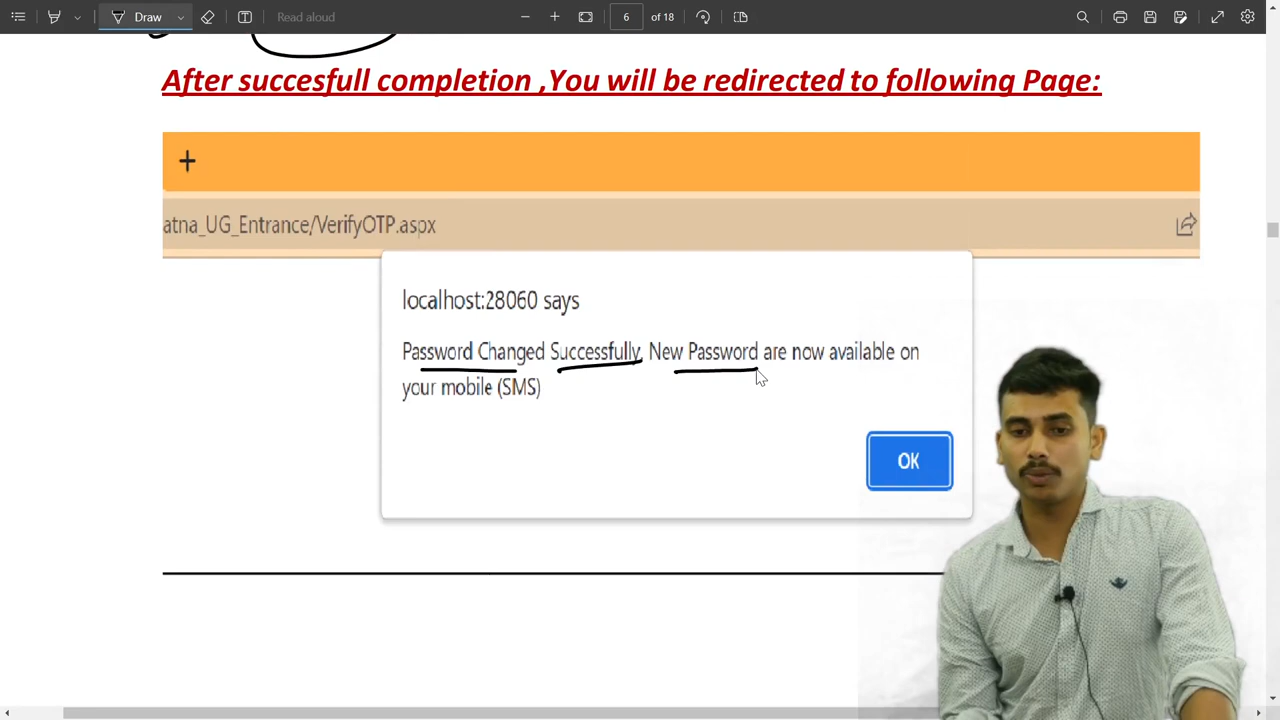 Draw
Read aloud
6
of 18
After succesfull completion ,You will be redirected to following Page:
atna_UG_Entrance/VerifyOTP.aspx
localhost:28060 says
Password Changed Successfully, New Password are now available on
your mobile (SMS)
OK